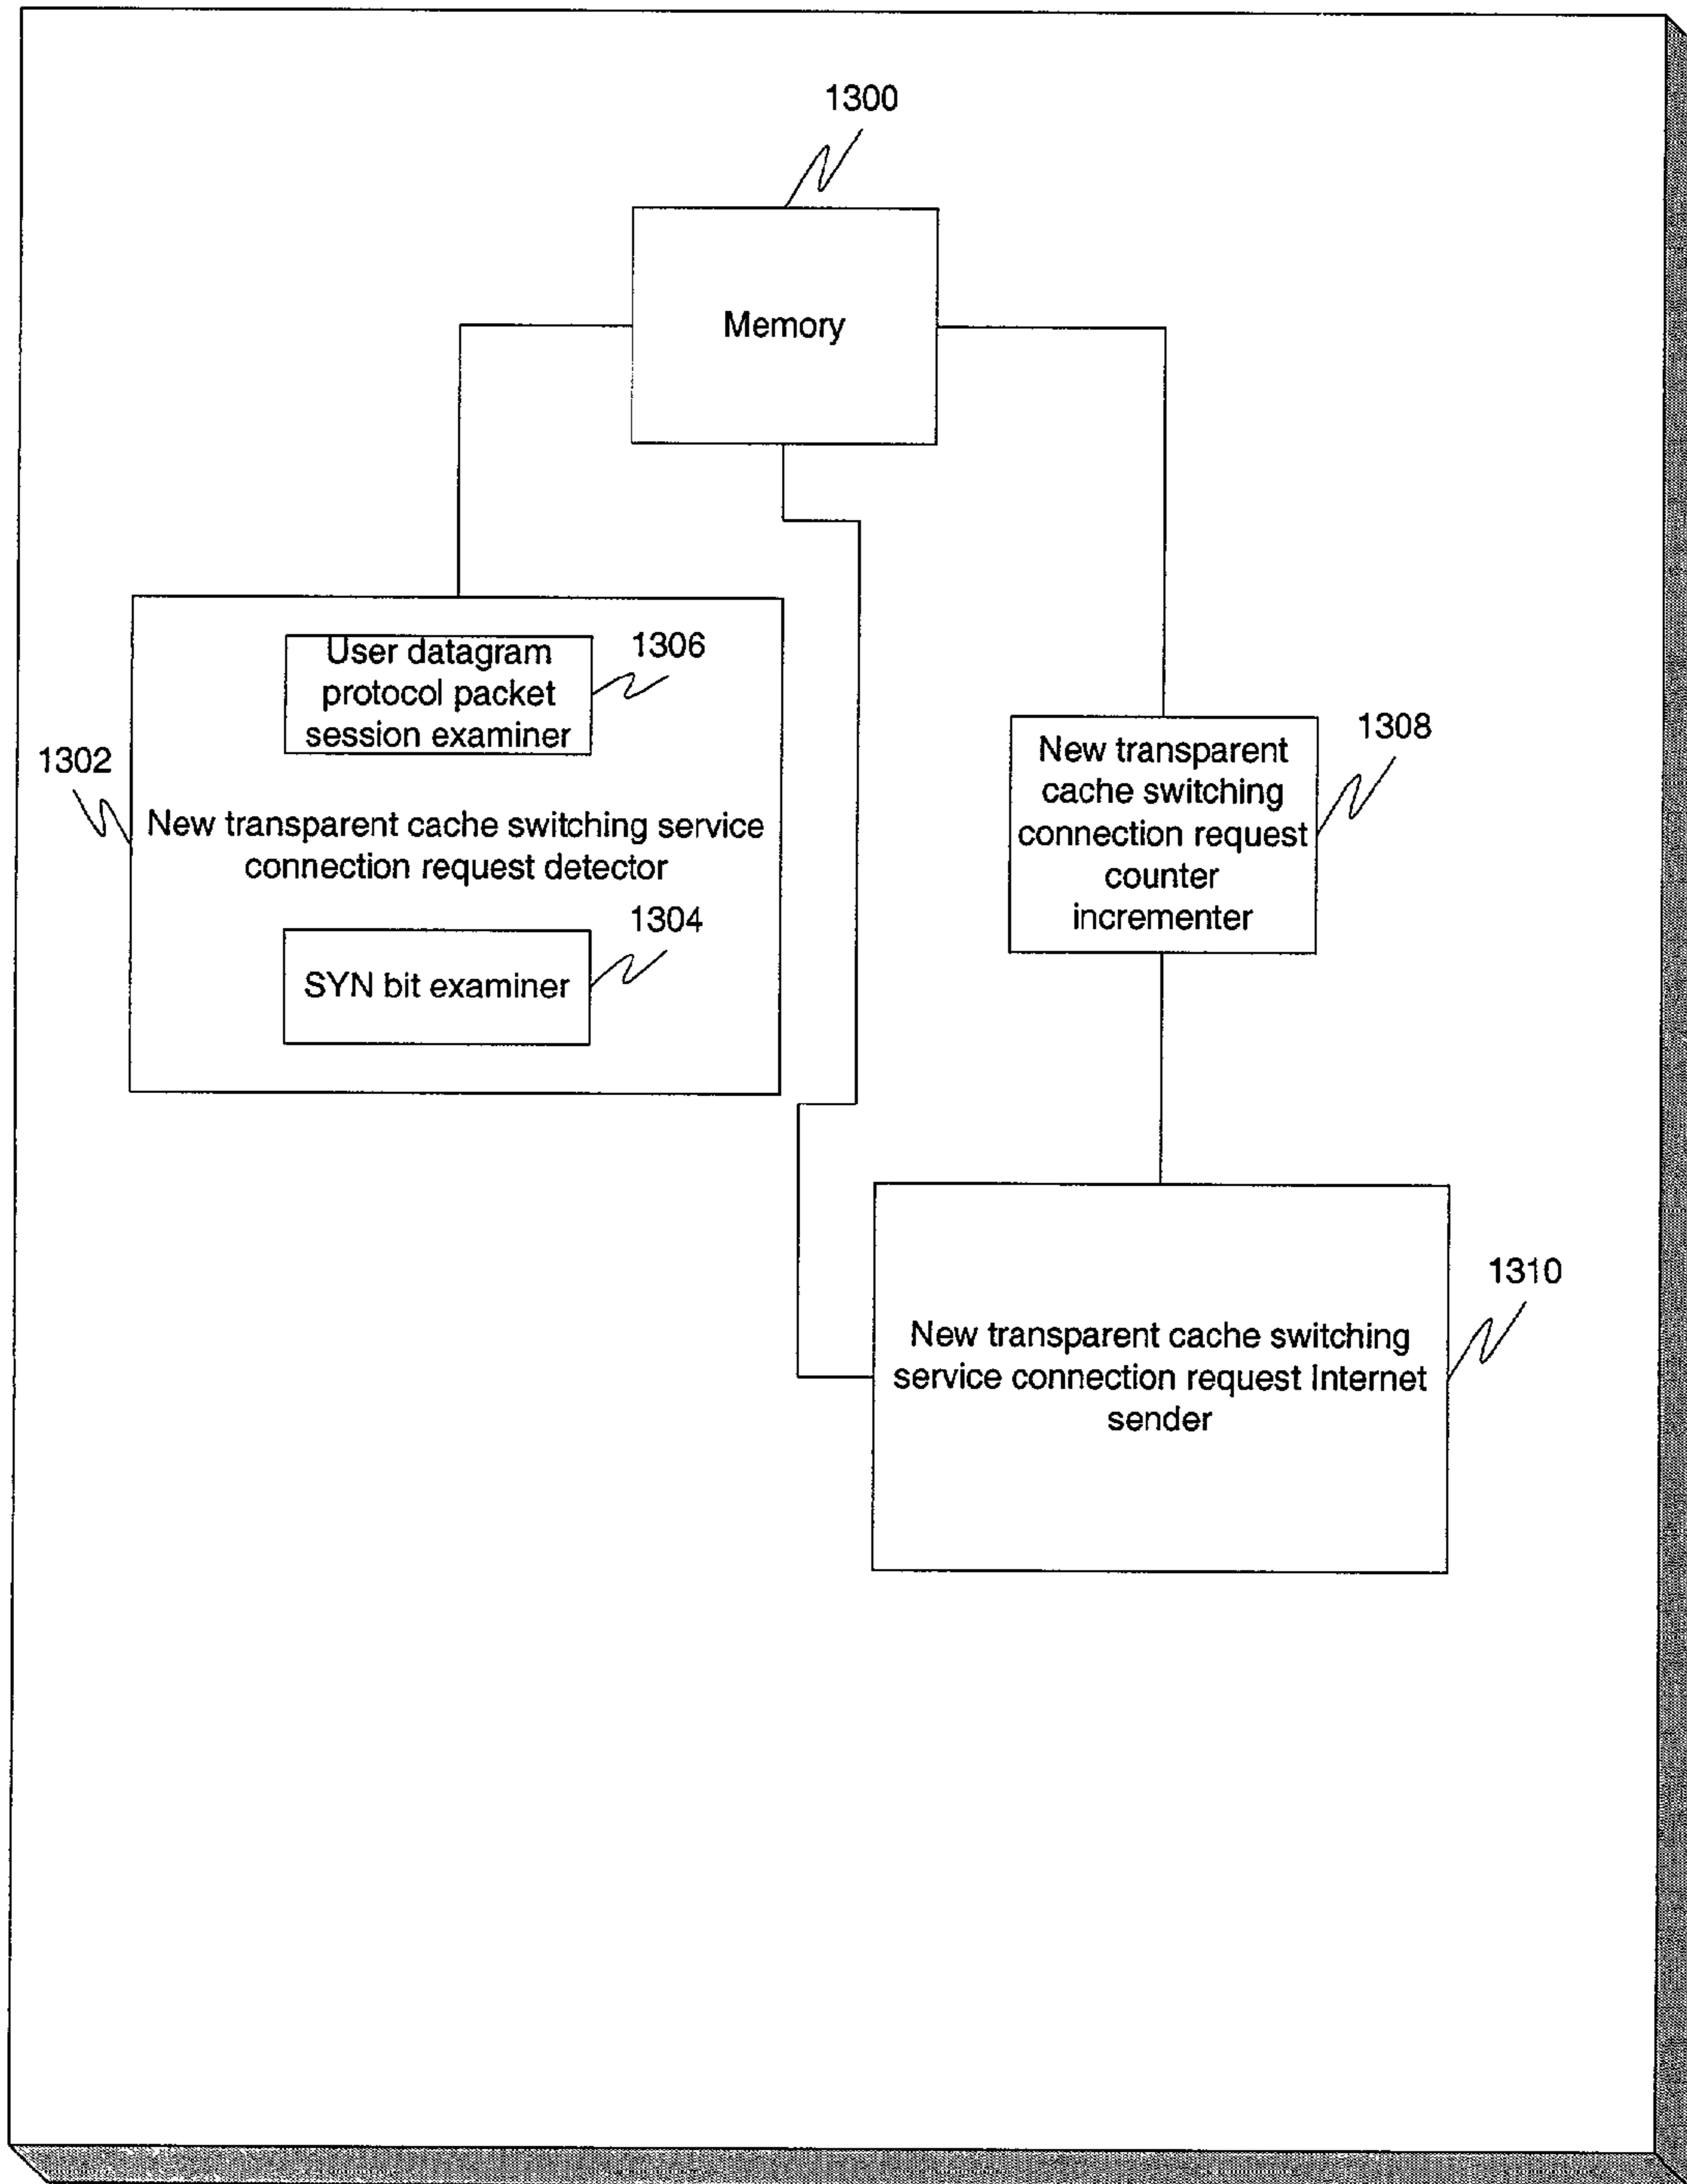 1300
Memory
User datagram
protocol packet
session examiner
1306
1302
New transparent cache switching service
connection request detector
1304
SYN bit examiner
New transparent
cache switching
connection request
counter
incrementer
1308
1310
New transparent cache switching
service connection request Internet
sender